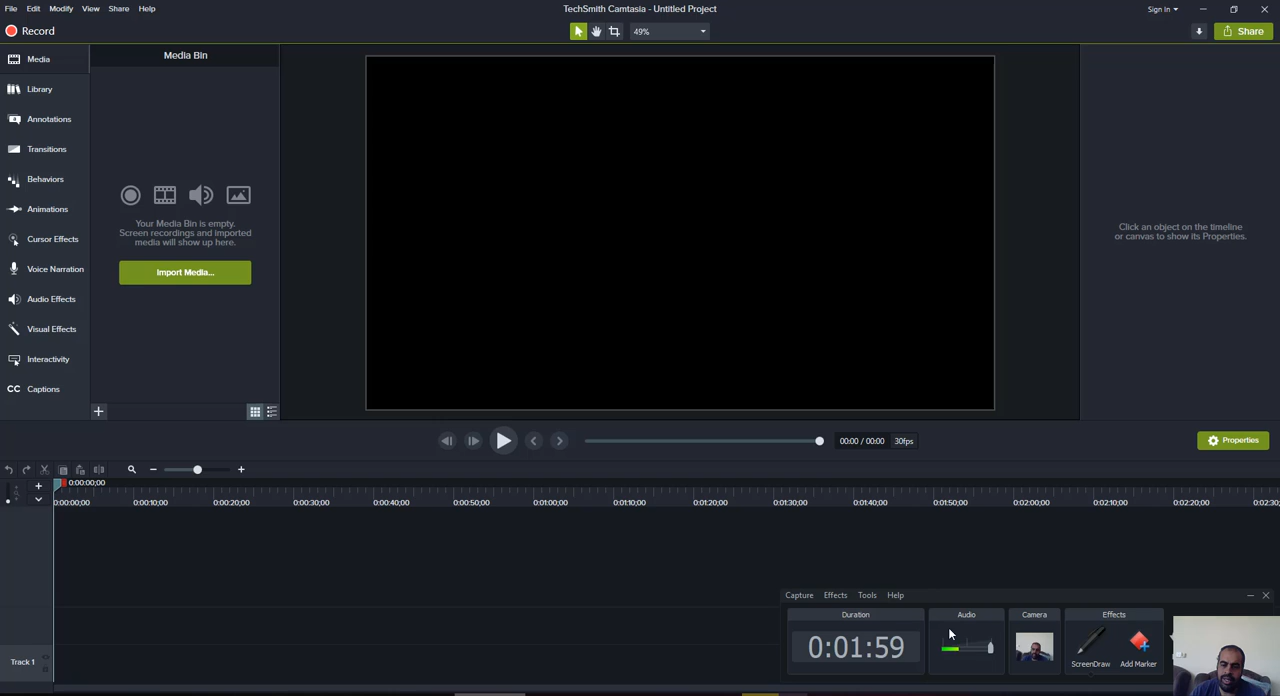 File Edit Modify View Share Help
TechSmith Camtasia - Untitled Project
Sign In
Record
49%
Share
Media
Library
Annotations
Transitions
Behaviors
Animations
Cursor Effects
Voice Narration
Audio Effects
Visual Effects
Interactivity
CC Captions
Media Bin
Your Media Bin is empty.
Screen recordings and imported
media will show up here.
Import Media...
Click an object on the timeline
or canvas to show its Properties.
00:00 / 00:00 30fps
Properties
0:00:00;00
0:00:00;00 0:00:10;00 0:00:20;00 0:00:30;00 0:00:40;00 0:00:50;00 0:01:00;00 0:01:10;00 0:01:20;00 0:01:30;00 0:01:40;00 0:01:50;00 0:02:00;00 0:02:10;00 0:02:20;00 0:02:30;
Track 1
Capture Effects Tools Help
Duration Audio Camera Effects
0:01:59
ScreenDraw Add Marker